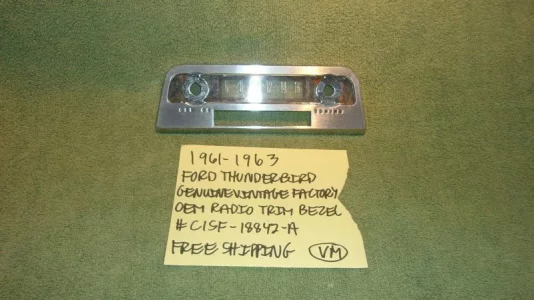 1961-1963
FORD THUNDERBIRD
GENUINE VINTAGE FACTORY
OEM RADIO TRIM BEZEL
#C1SF-18842-A
FREE SHIPPING VM